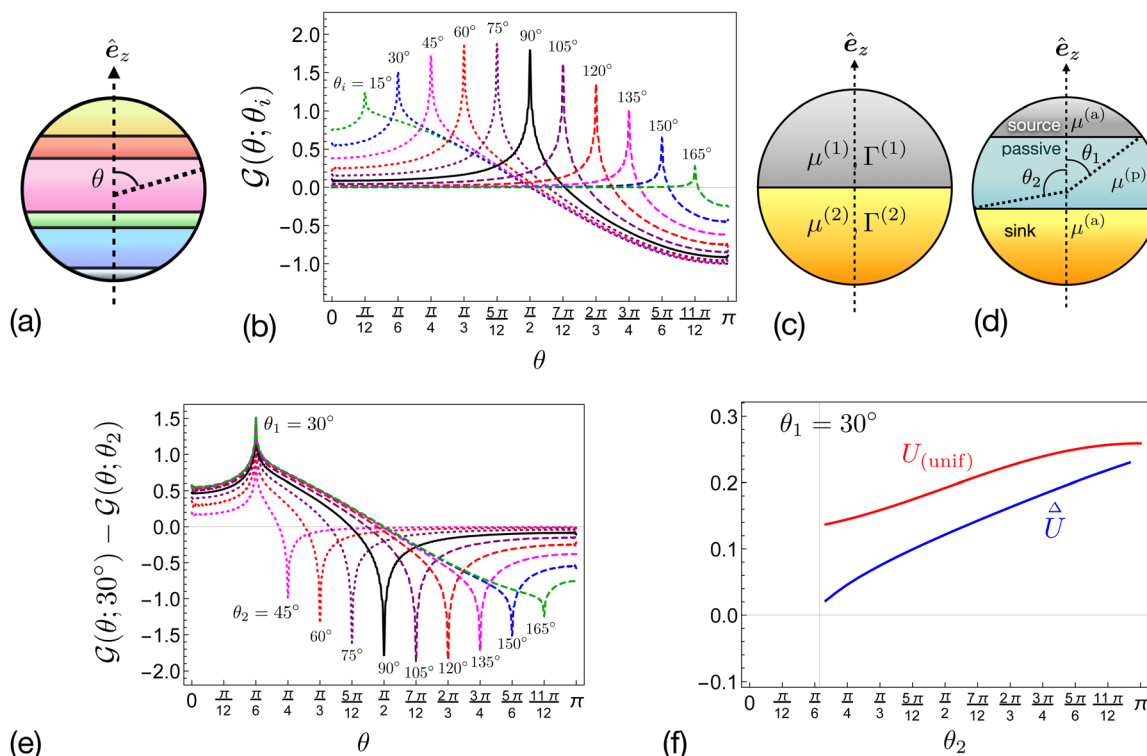 (a)
ê_z
θ
(b)
𝒢(θ; θ_i)
2.0
1.5
1.0
0.5
0.0
−0.5
−1.0
θ_i = 15°
30°
45°
60°
75°
90°
105°
120°
135°
150°
165°
0 π/12 π/6 π/4 π/3 5π/12 π/2 7π/12 2π/3 3π/4 5π/6 11π/12 π
θ
(c)
ê_z
μ^(1) Γ^(1)
μ^(2) Γ^(2)
(d)
ê_z
source μ^(a)
passive θ_1
θ_2 μ^(p)
sink μ^(a)
(e)
𝒢(θ; 30°) − 𝒢(θ; θ_2)
1.5
1.0
0.5
0.0
−0.5
−1.0
−1.5
−2.0
θ_1 = 30°
θ_2 = 45°
60°
75°
90°
105°
120°
135°
150°
165°
0 π/12 π/6 π/4 π/3 5π/12 π/2 7π/12 2π/3 3π/4 5π/6 11π/12 π
θ
(f)
θ_1 = 30°
0.3
0.2
0.1
0.0
−0.1
U_(unif)
Û
0 π/12 π/6 π/4 π/3 5π/12 π/2 7π/12 2π/3 3π/4 5π/6 11π/12 π
θ_2